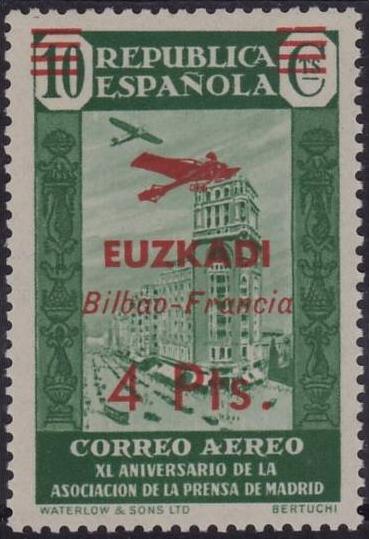 10 REPUBLICA CTS
ESPAÑOLA
EUZKADI
Bilbao-Francia
4 Pts.
CORREO AEREO
XL ANIVERSARIO DE LA
ASOCIACION DE LA PRENSA DE MADRID
WATERLOW & SONS LTD BERTUCHI